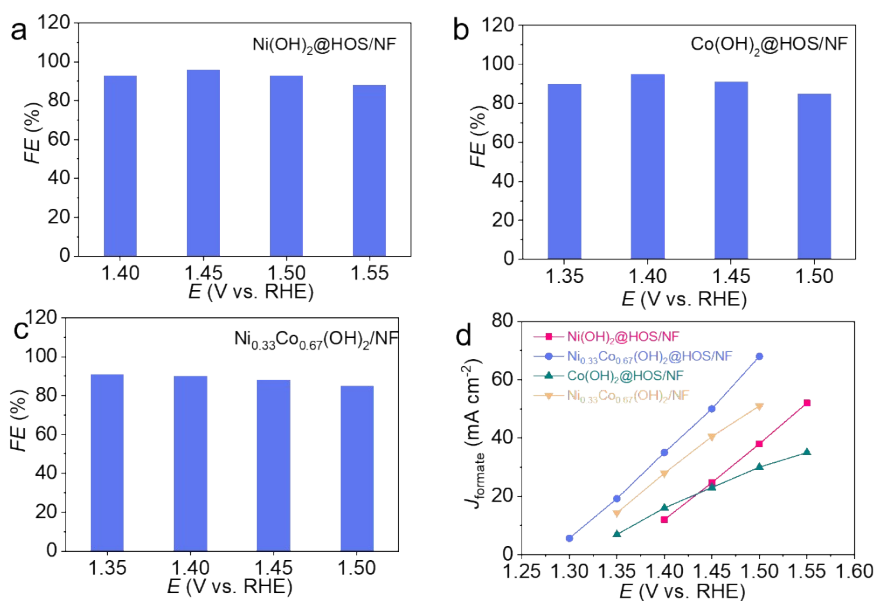 a
Ni(OH)₂@HOS/NF
FE (%)
120
100
80
60
40
20
0
1.40 1.45 1.50 1.55
E (V vs. RHE)
b
Co(OH)₂@HOS/NF
FE (%)
120
100
80
60
40
20
0
1.35 1.40 1.45 1.50
E (V vs. RHE)
c
Ni₀.₃₃Co₀.₆₇(OH)₂/NF
FE (%)
120
100
80
60
40
20
0
1.35 1.40 1.45 1.50
E (V vs. RHE)
d
Ni(OH)₂@HOS/NF
Ni₀.₃₃Co₀.₆₇(OH)₂@HOS/NF
Co(OH)₂@HOS/NF
Ni₀.₃₃Co₀.₆₇(OH)₂/NF
J formate (mA cm⁻²)
80
60
40
20
0
1.25 1.30 1.35 1.40 1.45 1.50 1.55 1.60
E (V vs. RHE)